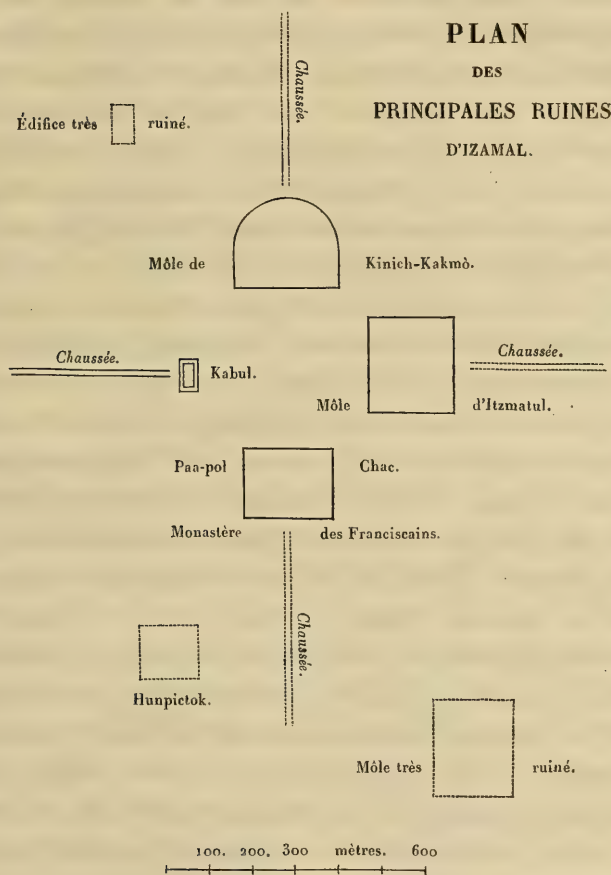 PLAN
DES
PRINCIPALES RUINES
D'IZAMAL.
Chaussée.
Édifice très ruiné.
Môle de Kinich-Kakmò.
Chaussée.
Kabul.
Chaussée.
Môle d'Itzmatul.
Paa-pol Chac.
Monastère des Franciscains.
Chaussée.
Hunpictok.
Môle très ruiné.
100. 200. 300 mètres. 600